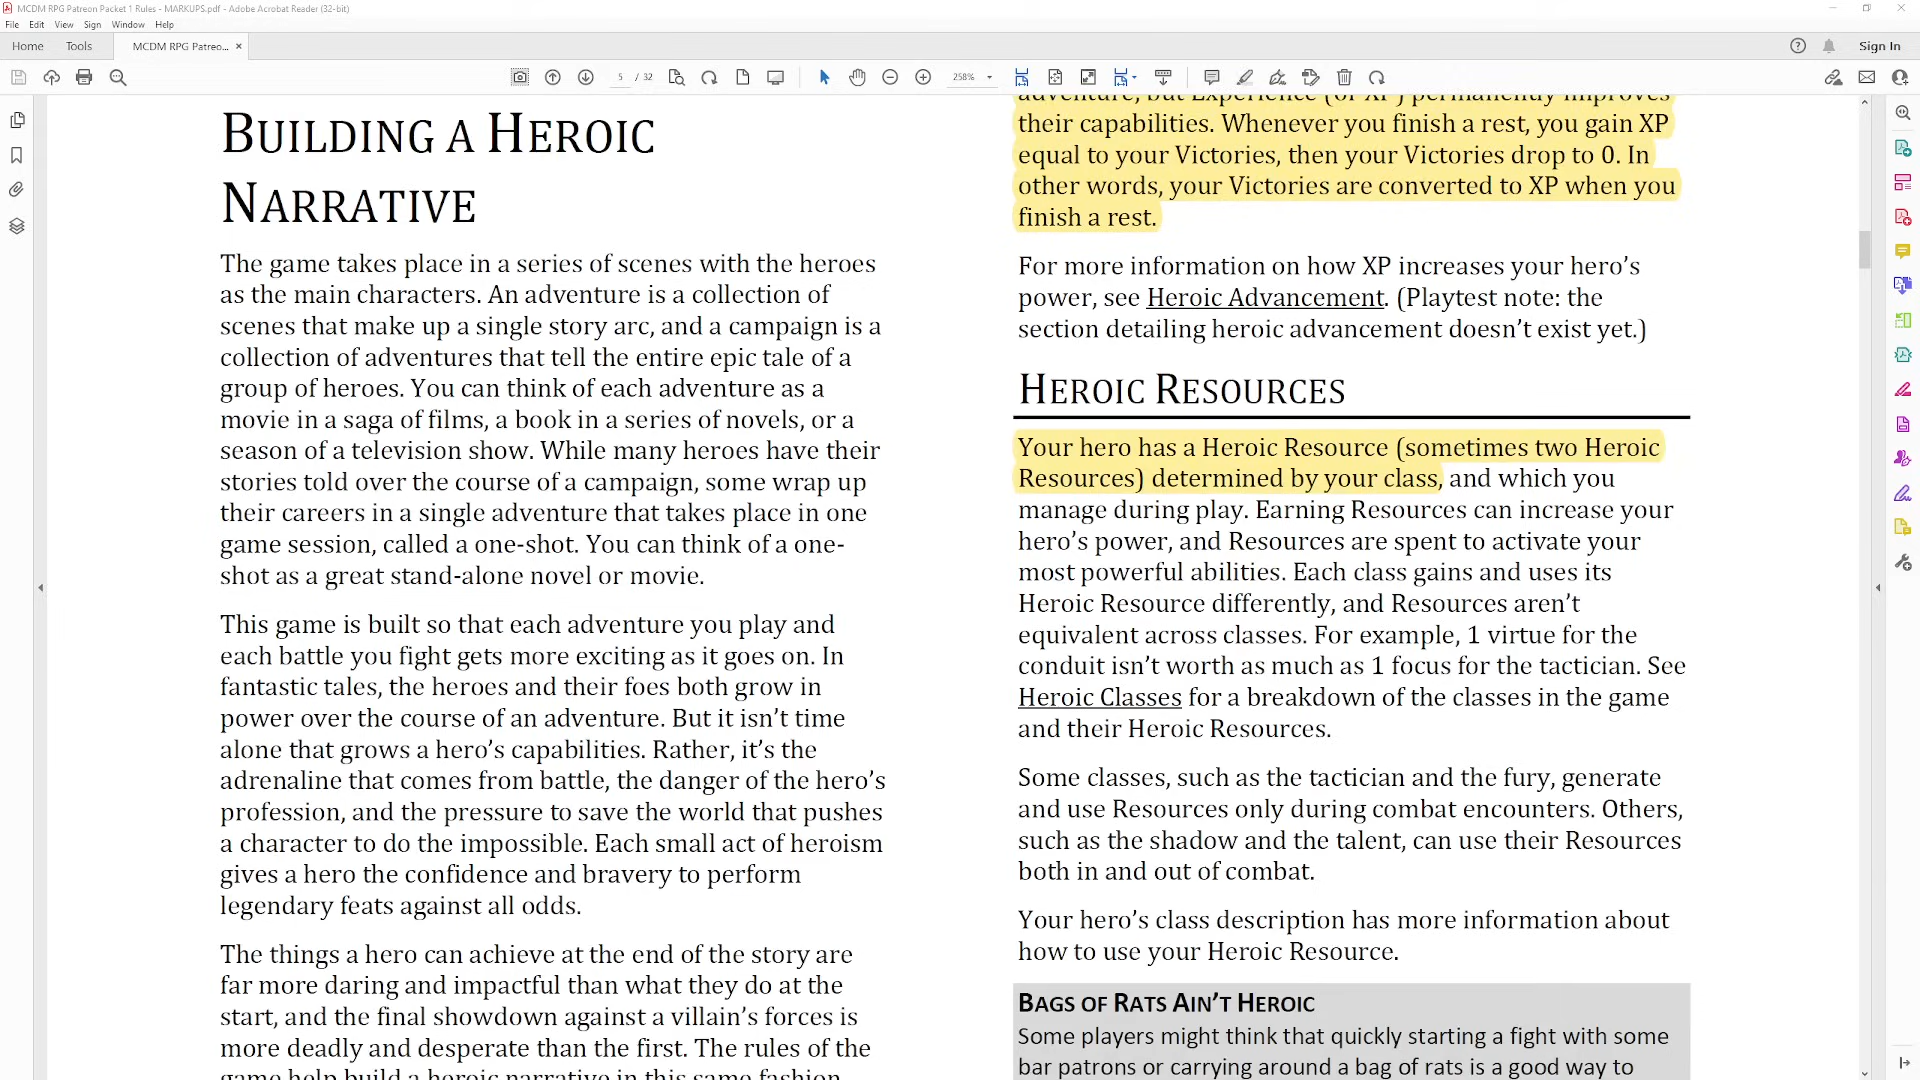 MCDM RPG Patreon Packet 1 Rules - MARKUPS.pdf - Adobe Acrobat Reader (32-bit)
File Edit View Sign Window Help
Home Tools MCDM RPG Patreo... × Sign In
5 / 32 258%
BUILDING A HEROIC
NARRATIVE
The game takes place in a series of scenes with the heroes
as the main characters. An adventure is a collection of
scenes that make up a single story arc, and a campaign is a
collection of adventures that tell the entire epic tale of a
group of heroes. You can think of each adventure as a
movie in a saga of films, a book in a series of novels, or a
season of a television show. While many heroes have their
stories told over the course of a campaign, some wrap up
their careers in a single adventure that takes place in one
game session, called a one-shot. You can think of a one-
shot as a great stand-alone novel or movie.
This game is built so that each adventure you play and
each battle you fight gets more exciting as it goes on. In
fantastic tales, the heroes and their foes both grow in
power over the course of an adventure. But it isn’t time
alone that grows a hero’s capabilities. Rather, it’s the
adrenaline that comes from battle, the danger of the hero’s
profession, and the pressure to save the world that pushes
a character to do the impossible. Each small act of heroism
gives a hero the confidence and bravery to perform
legendary feats against all odds.
The things a hero can achieve at the end of the story are
far more daring and impactful than what they do at the
start, and the final showdown against a villain’s forces is
more deadly and desperate than the first. The rules of the
game help build a heroic narrative in this same fashion
adventure, but Experience (or XP) permanently improves
their capabilities. Whenever you finish a rest, you gain XP
equal to your Victories, then your Victories drop to 0. In
other words, your Victories are converted to XP when you
finish a rest.
For more information on how XP increases your hero’s
power, see Heroic Advancement. (Playtest note: the
section detailing heroic advancement doesn’t exist yet.)
HEROIC RESOURCES
Your hero has a Heroic Resource (sometimes two Heroic
Resources) determined by your class, and which you
manage during play. Earning Resources can increase your
hero’s power, and Resources are spent to activate your
most powerful abilities. Each class gains and uses its
Heroic Resource differently, and Resources aren’t
equivalent across classes. For example, 1 virtue for the
conduit isn’t worth as much as 1 focus for the tactician. See
Heroic Classes for a breakdown of the classes in the game
and their Heroic Resources.
Some classes, such as the tactician and the fury, generate
and use Resources only during combat encounters. Others,
such as the shadow and the talent, can use their Resources
both in and out of combat.
Your hero’s class description has more information about
how to use your Heroic Resource.
BAGS OF RATS AIN’T HEROIC
Some players might think that quickly starting a fight with some
bar patrons or carrying around a bag of rats is a good way to